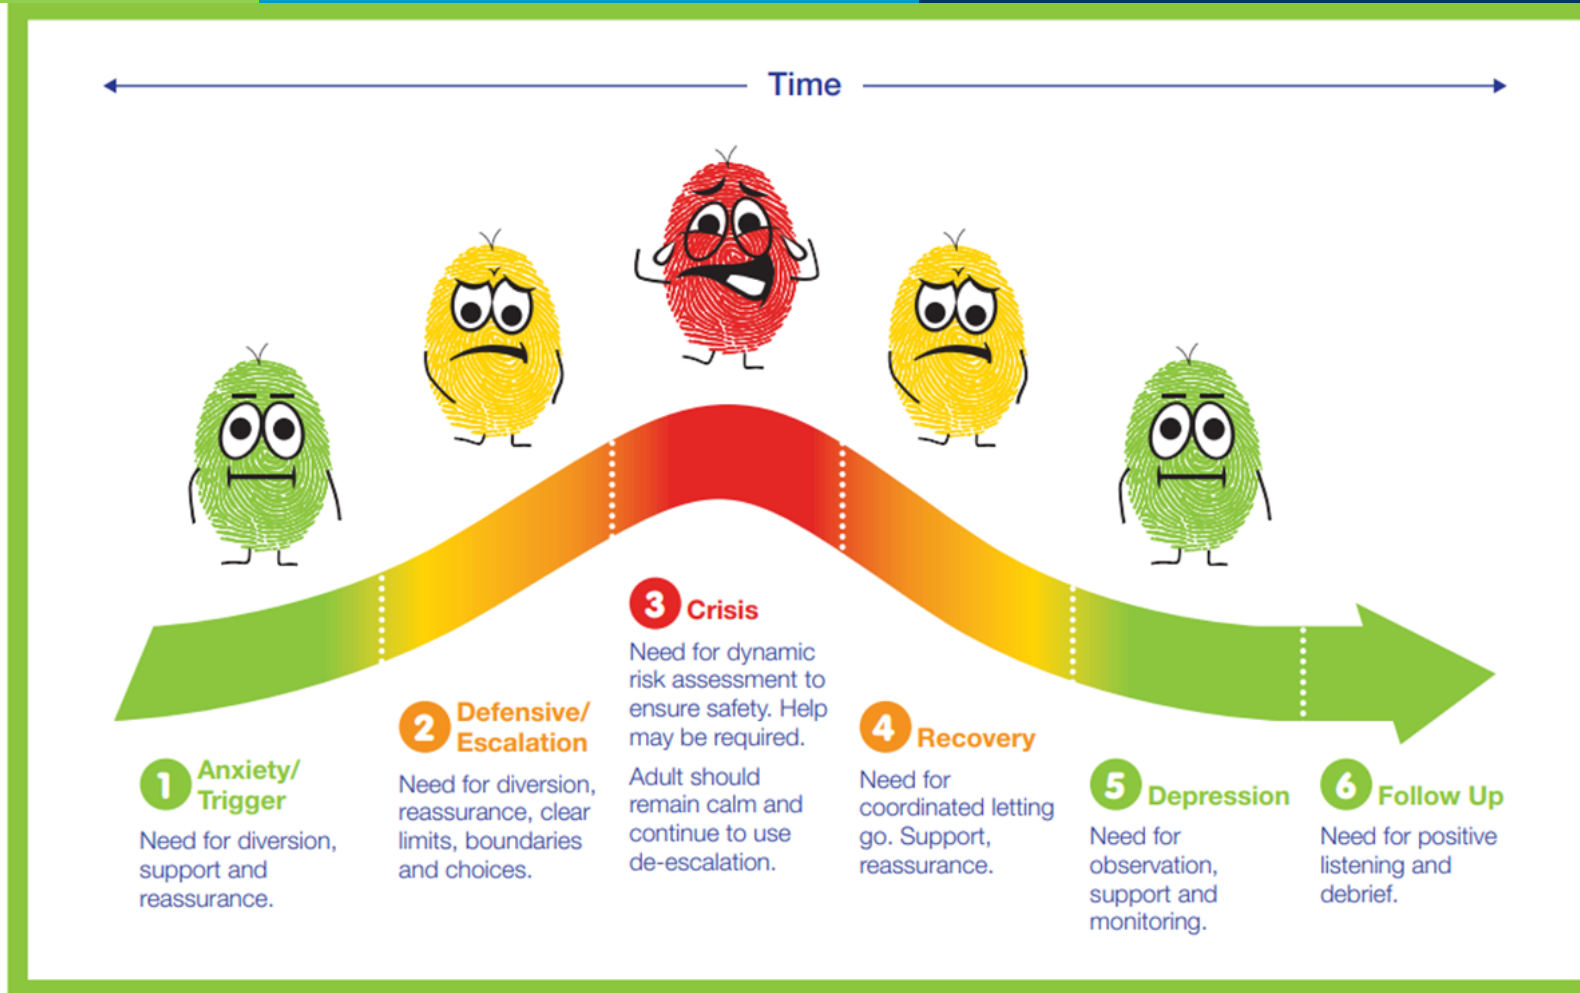 Time
1 Anxiety/
Trigger
Need for diversion,
support and
reassurance.
2 Defensive/
Escalation
Need for diversion,
reassurance, clear
limits, boundaries
and choices.
3 Crisis
Need for dynamic
risk assessment to
ensure safety. Help
may be required.
Adult should
remain calm and
continue to use
de-escalation.
4 Recovery
Need for
coordinated letting
go. Support,
reassurance.
5 Depression
Need for
observation,
support and
monitoring.
6 Follow Up
Need for positive
listening and
debrief.